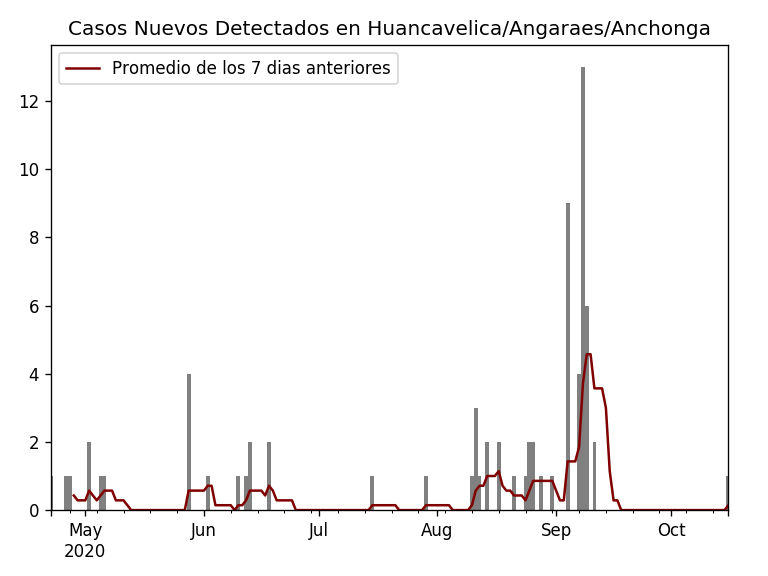 Casos Nuevos Detectados en Huancavelica/Angaraes/Anchonga
Promedio de los 7 dias anteriores
12
10
8
6
4
2
0
May Jun Jul Aug Sep Oct
2020